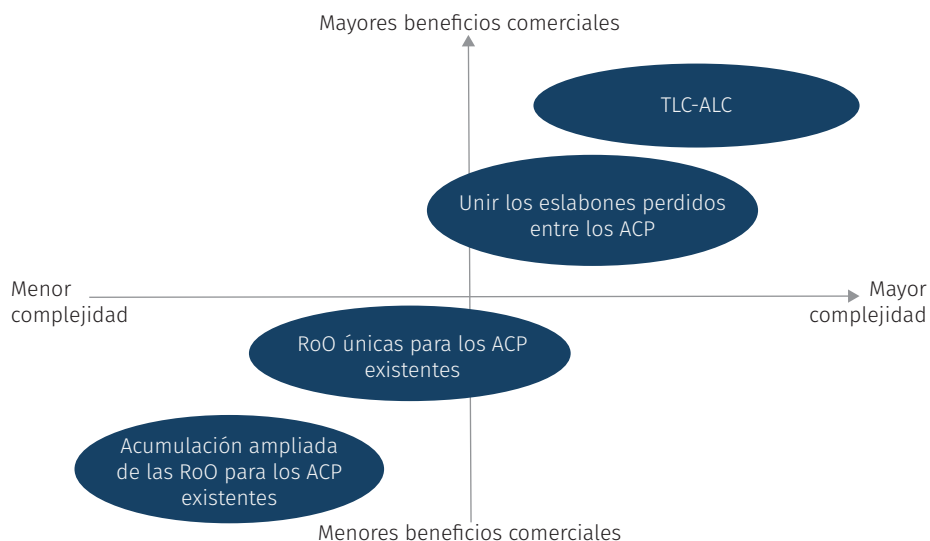 Mayores beneficios comerciales
TLC-ALC
Unir los eslabones perdidos
entre los ACP
Menor
complejidad
Mayor
complejidad
RoO únicas para los ACP
existentes
Acumulación ampliada
de las RoO para los ACP
existentes
Menores beneficios comerciales